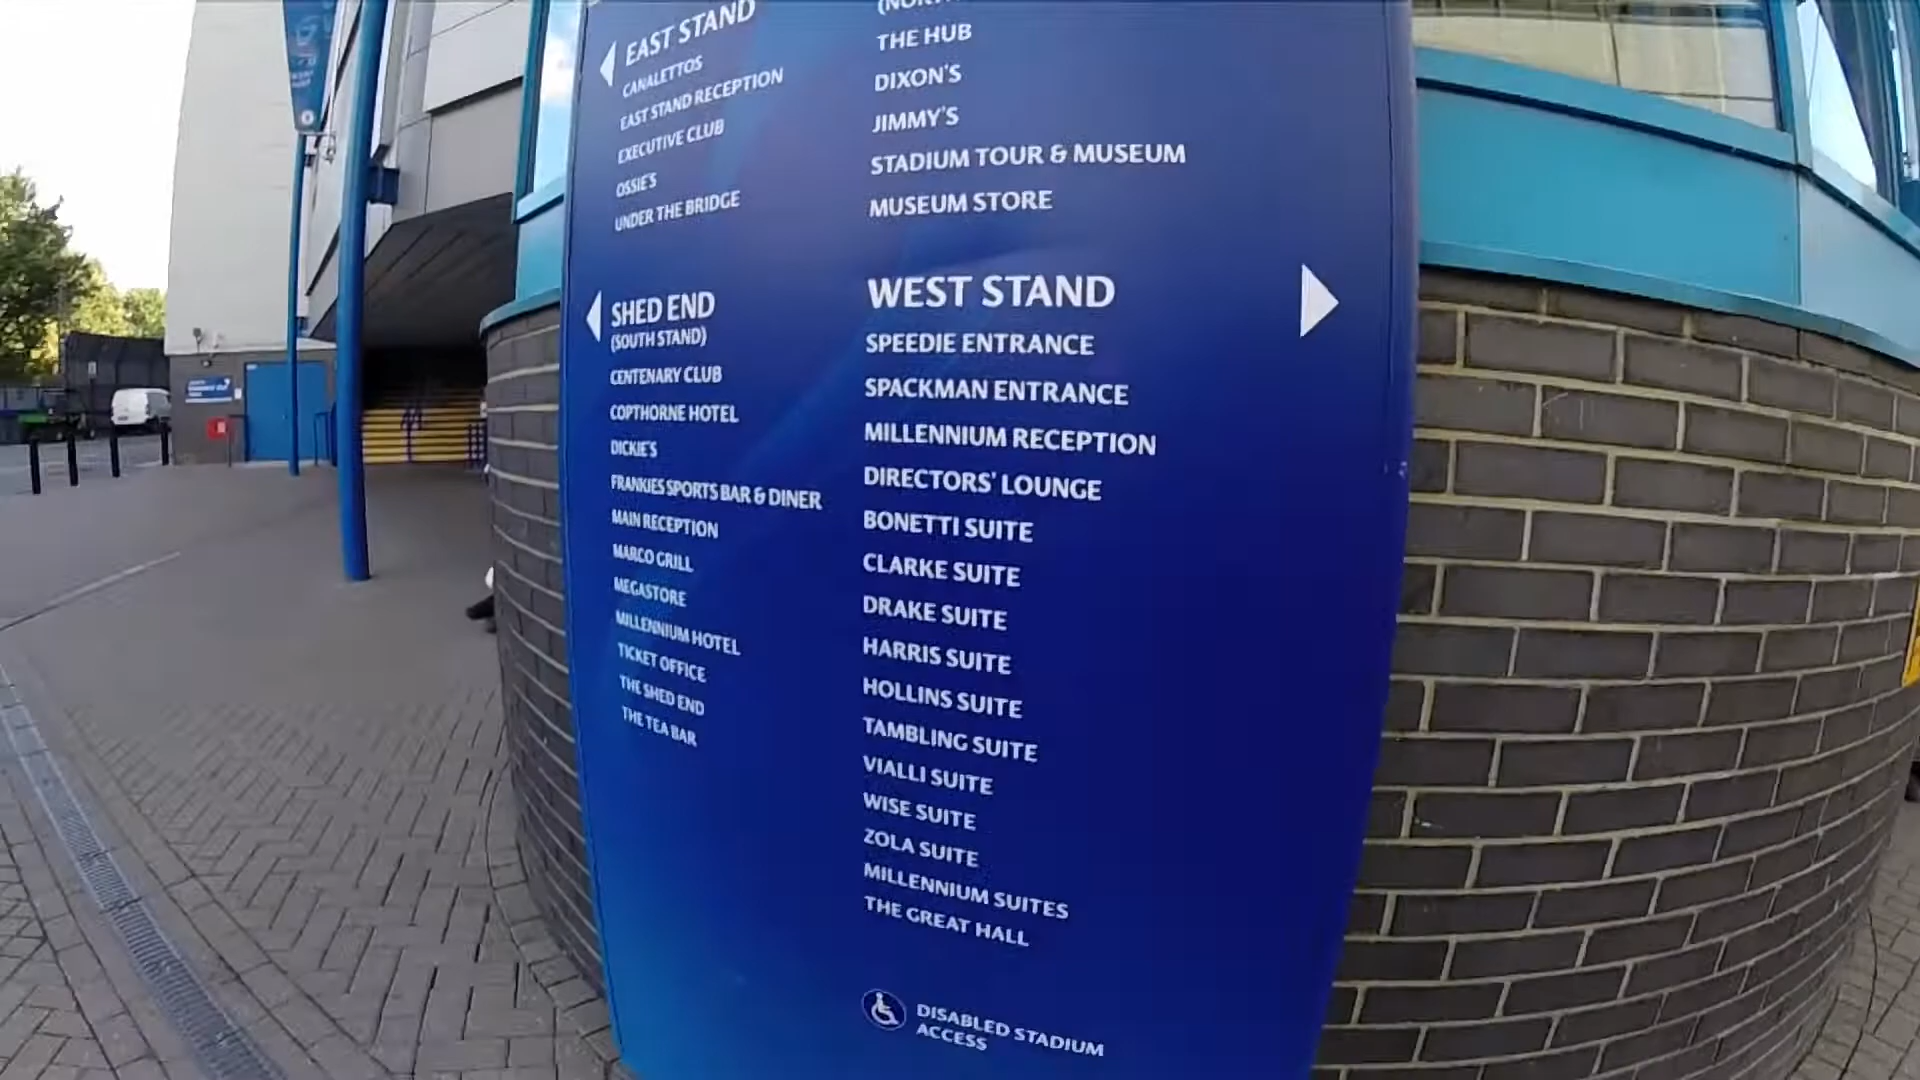 EAST STAND
CANALETTOS
EAST STAND RECEPTION
EXECUTIVE CLUB
OSSIE'S
UNDER THE BRIDGE
SHED END
(SOUTH STAND)
CENTENARY CLUB
COPTHORNE HOTEL
DICKIE'S
FRANKIES SPORTS BAR & DINER
MAIN RECEPTION
MARCO GRILL
MEGASTORE
MILLENNIUM HOTEL
TICKET OFFICE
THE SHED END
THE TEA BAR
THE HUB
DIXON'S
JIMMY'S
STADIUM TOUR & MUSEUM
MUSEUM STORE
WEST STAND
SPEEDIE ENTRANCE
SPACKMAN ENTRANCE
MILLENNIUM RECEPTION
DIRECTORS' LOUNGE
BONETTI SUITE
CLARKE SUITE
DRAKE SUITE
HARRIS SUITE
HOLLINS SUITE
TAMBLING SUITE
VIALLI SUITE
WISE SUITE
ZOLA SUITE
MILLENNIUM SUITES
THE GREAT HALL
DISABLED STADIUM
ACCESS